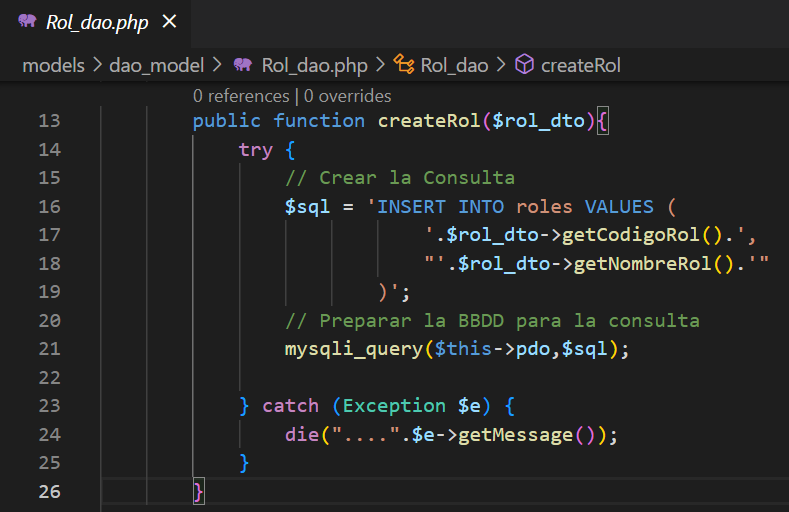 Rol_dao.php ×
models > dao_model > Rol_dao.php > Rol_dao > createRol
0 references | 0 overrides
13 public function createRol($rol_dto){
14 try {
15 // Crear la Consulta
16 $sql = 'INSERT INTO roles VALUES (
17 '.$rol_dto->getCodigoRol().',
18 "'.$rol_dto->getNombreRol().'"
19 )';
20 // Preparar la BBDD para la consulta
21 mysqli_query($this->pdo,$sql);
22
23 } catch (Exception $e) {
24 die("....".$e->getMessage());
25 }
26 }